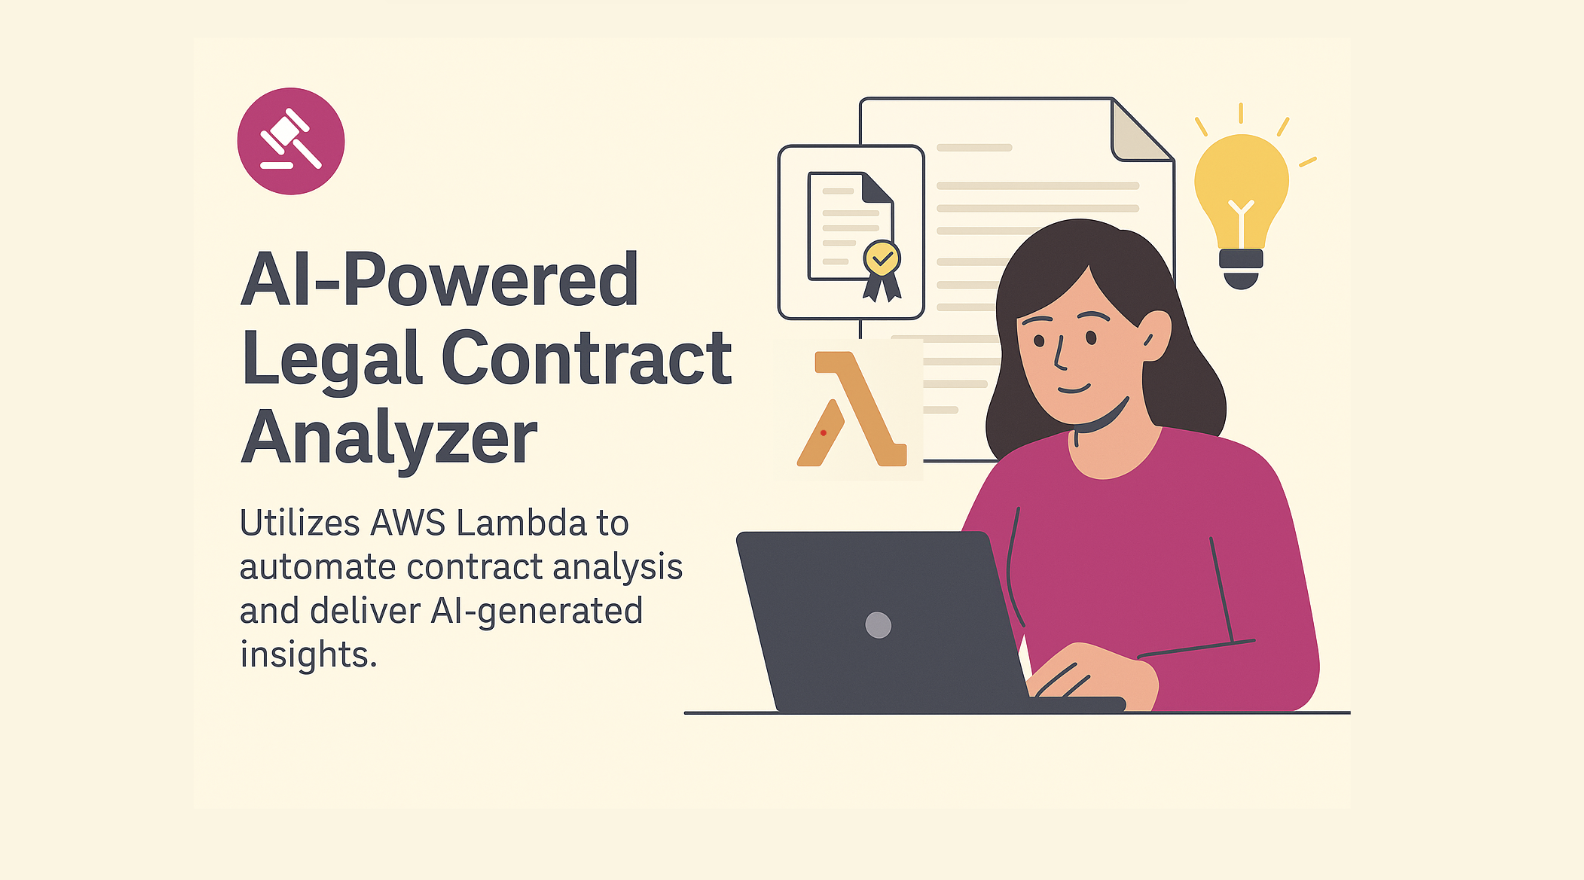 AI-Powered
Legal Contract
Analyzer
Utilizes AWS Lambda to
automate contract analysis
and deliver AI-generated
insights.